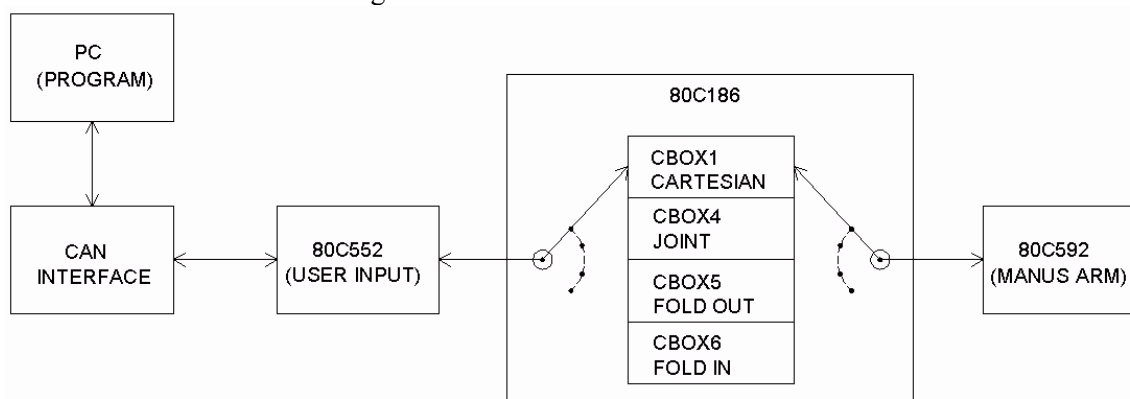 PC
(PROGRAM)
80C186
CBOX1
CARTESIAN
CBOX4
JOINT
CBOX5
FOLD OUT
CBOX6
FOLD IN
CAN
INTERFACE
80C552
(USER INPUT)
80C592
(MANUS ARM)